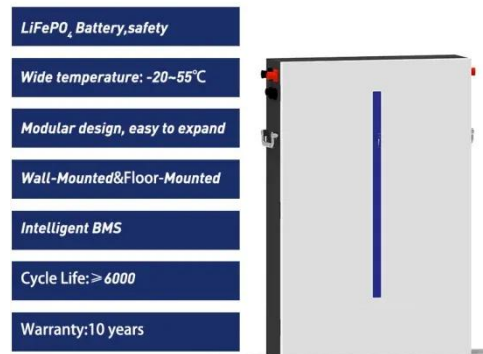 LiFePO₄ Battery,safety
Wide temperature: -20~55℃
Modular design, easy to expand
Wall-Mounted&Floor-Mounted
Intelligent BMS
Cycle Life:≥6000
Warranty:10 years